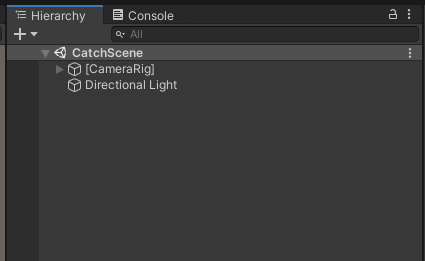 Hierarchy Console
All
CatchScene
[CameraRig]
Directional Light